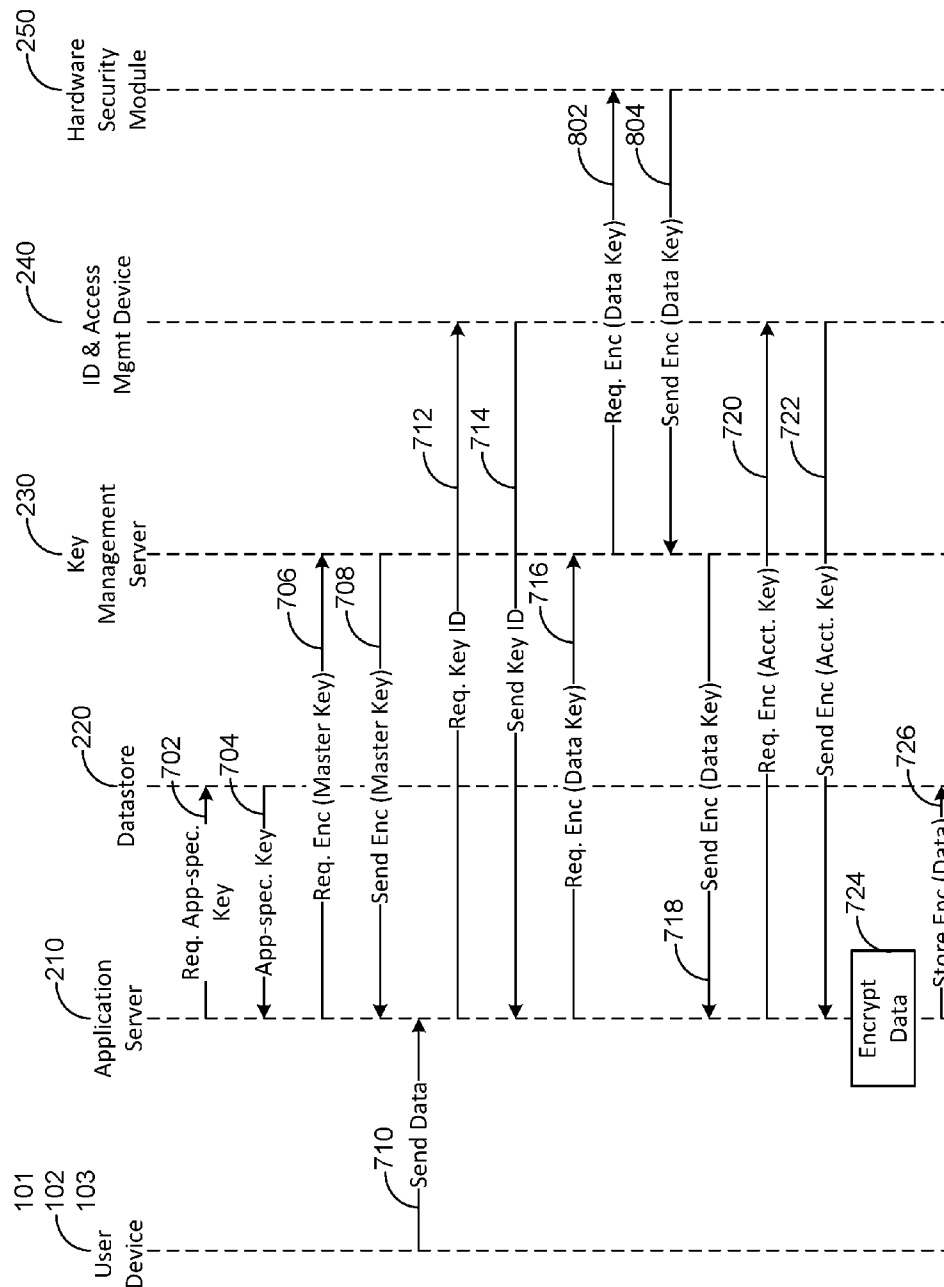 101
102
103
User
Device
210
Application
Server
220
Datastore
230
Key
Management
Server
240
ID & Access
Mgmt Device
250
Hardware
Security
Module
702
Req. App-spec.
Key
704
App-spec. Key
706
Req. Enc (Master Key)
708
Send Enc (Master Key)
710
Send Data
712
Req. Key ID
714
Send Key ID
716
Req. Enc (Data Key)
802
Req. Enc (Data Key)
804
Send Enc (Data Key)
718
Send Enc (Data Key)
720
Req. Enc (Acct. Key)
722
Send Enc (Acct. Key)
724
Encrypt
Data
726
Store Enc (Data)